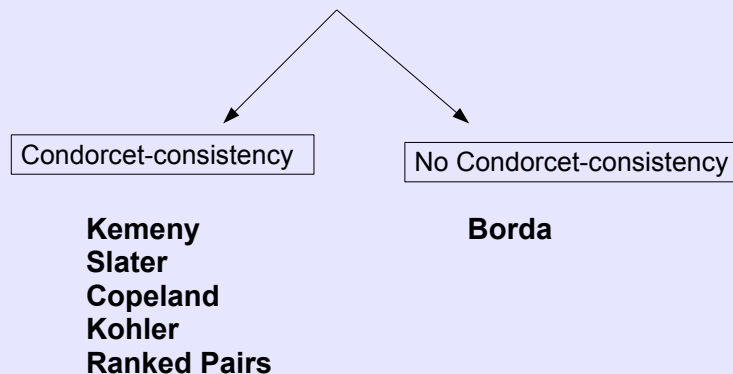 Condorcet-consistency
No Condorcet-consistency
Kemeny
Slater
Copeland
Kohler
Ranked Pairs
Borda